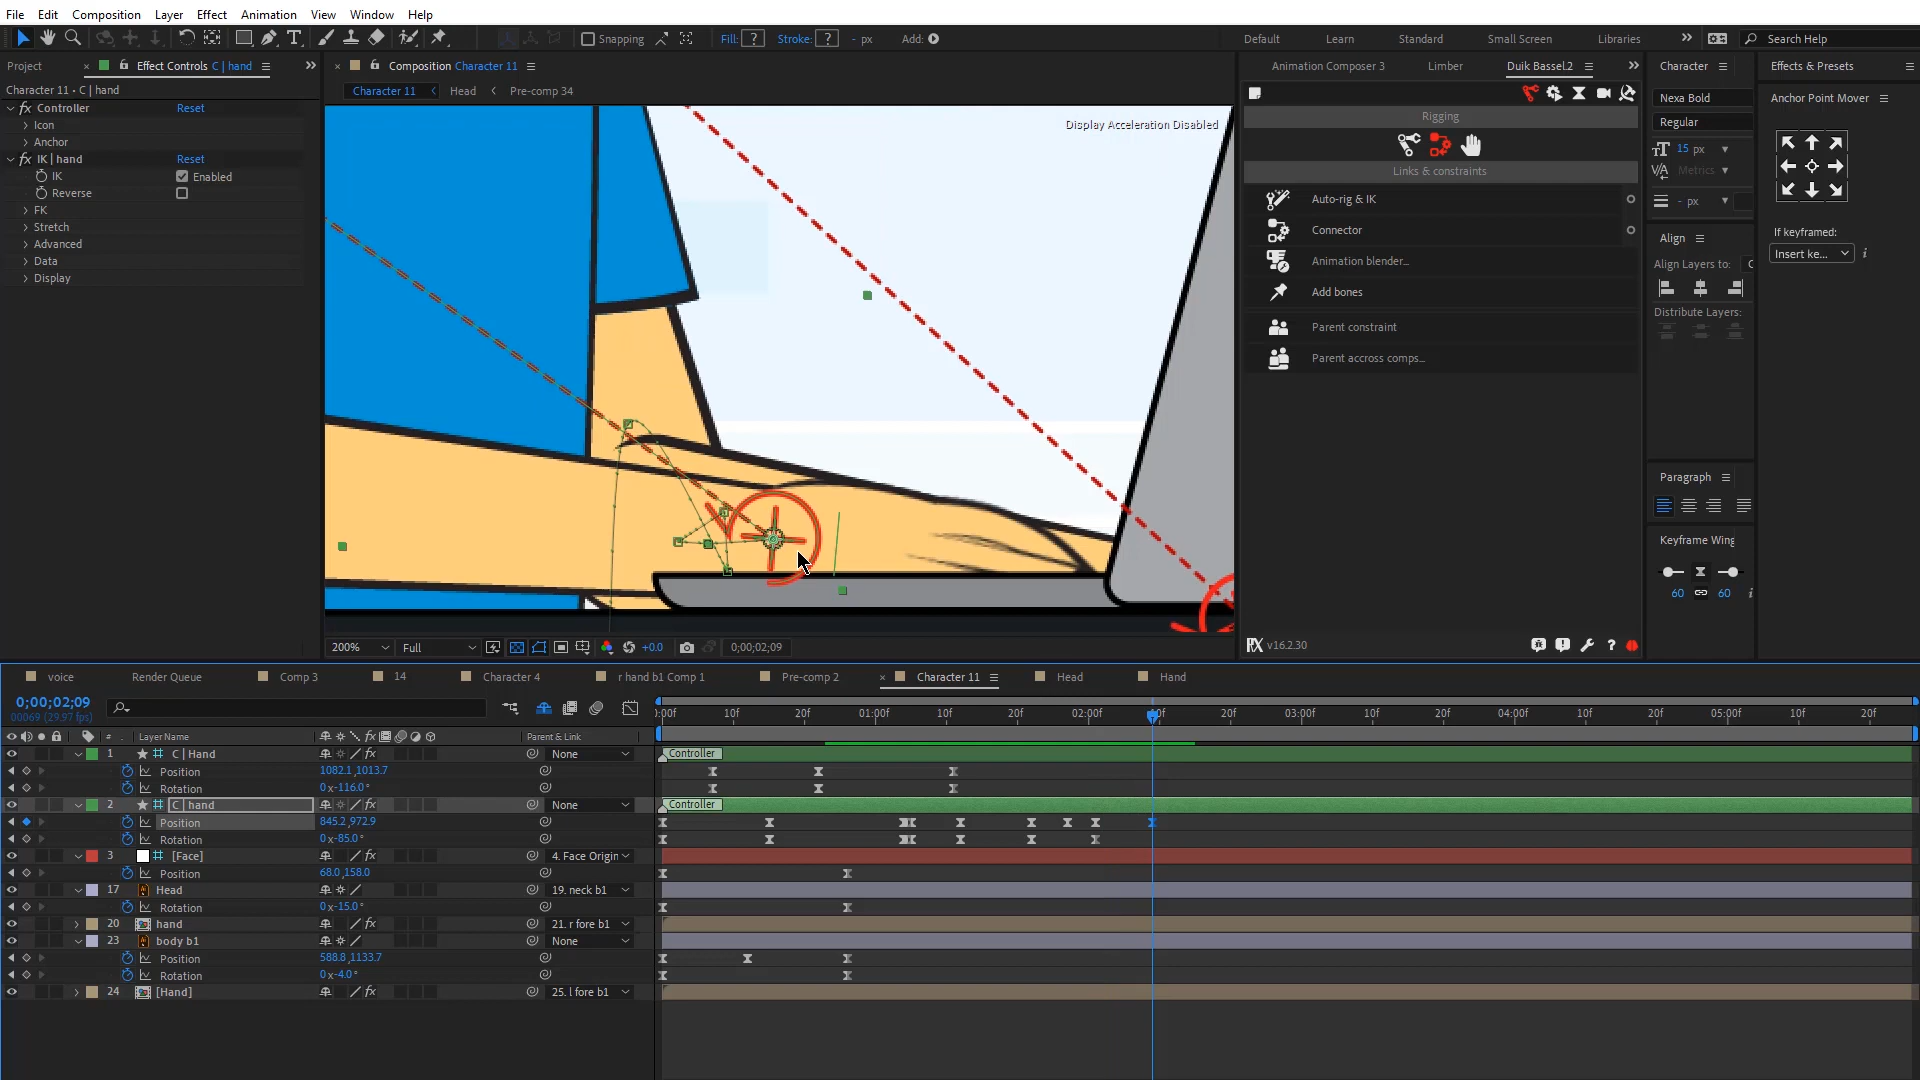 File Edit Composition Layer Effect Animation View Window Help
Snapping Fill: ? Stroke: ? - px Add:
Default Learn Standard Small Screen Libraries Search Help
Project Effect Controls C | hand
Character 11 • C | hand
Controller Reset
Icon
Anchor
IK | hand Reset
IK Enabled
Reverse
FK
Stretch
Advanced
Data
Display
Composition Character 11
Character 11 Head Pre-comp 34
Display Acceleration Disabled
200% Full +0.0 0;00;02;09
Animation Composer 3 Limber Duik Bassel.2
Rigging
Links & constraints
Auto-rig & IK
Connector
Animation blender...
Add bones
Parent constraint
Parent accross comps...
v16.2.30
Character
Nexa Bold
Regular
15 px
Metrics
- px
Align
Align Layers to:
Distribute Layers:
Paragraph
Keyframe Wing
60 60
Effects & Presets
Anchor Point Mover
If keyframed:
Insert ke...
voice Render Queue Comp 3 14 Character 4 r hand b1 Comp 1 Pre-comp 2 Character 11 Head Hand
0;00;02;09
00069 (29.97 fps)
:00f 10f 20f 01:00f 10f 20f 02:00f 10f 20f 03:00f 10f 20f 04:00f 10f 20f 05:00f 10f 20f
# Layer Name Parent & Link
1 C | Hand None Controller
Position 1082.1,1013.7
Rotation 0x-116.0°
2 C | hand None Controller
Position 845.2,972.9
Rotation 0x-85.0°
3 [Face] 4. Face Origin
Position 68.0,158.0
17 Head 19. neck b1
Rotation 0x-15.0°
20 hand 21. r fore b1
23 body b1 None
Position 588.8,1133.7
Rotation 0x-4.0°
24 [Hand] 25. l fore b1